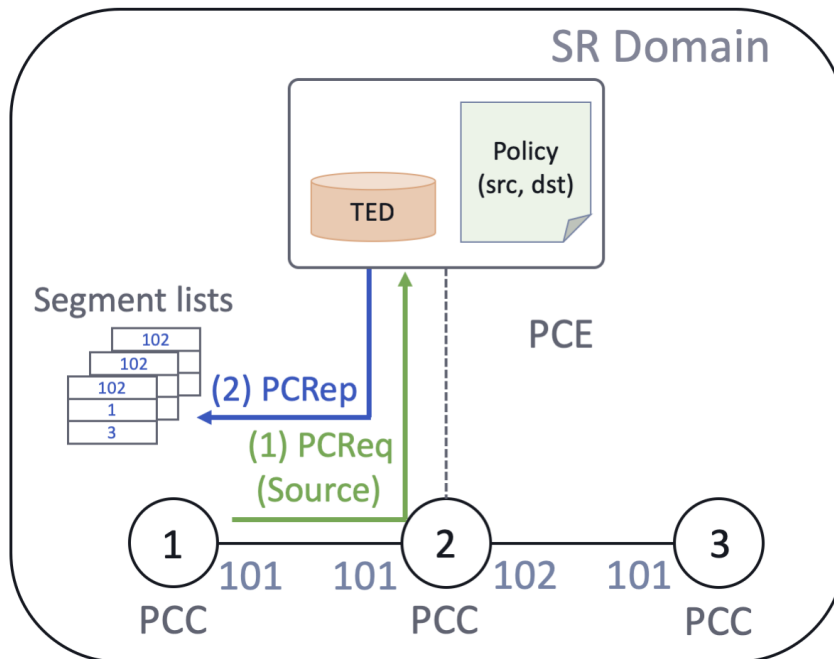 SR Domain
Policy
(src, dst)
TED
PCE
Segment lists
102
102
102
1
3
(2) PCRep
(1) PCReq
(Source)
1
2
3
101
101
102
101
PCC
PCC
PCC